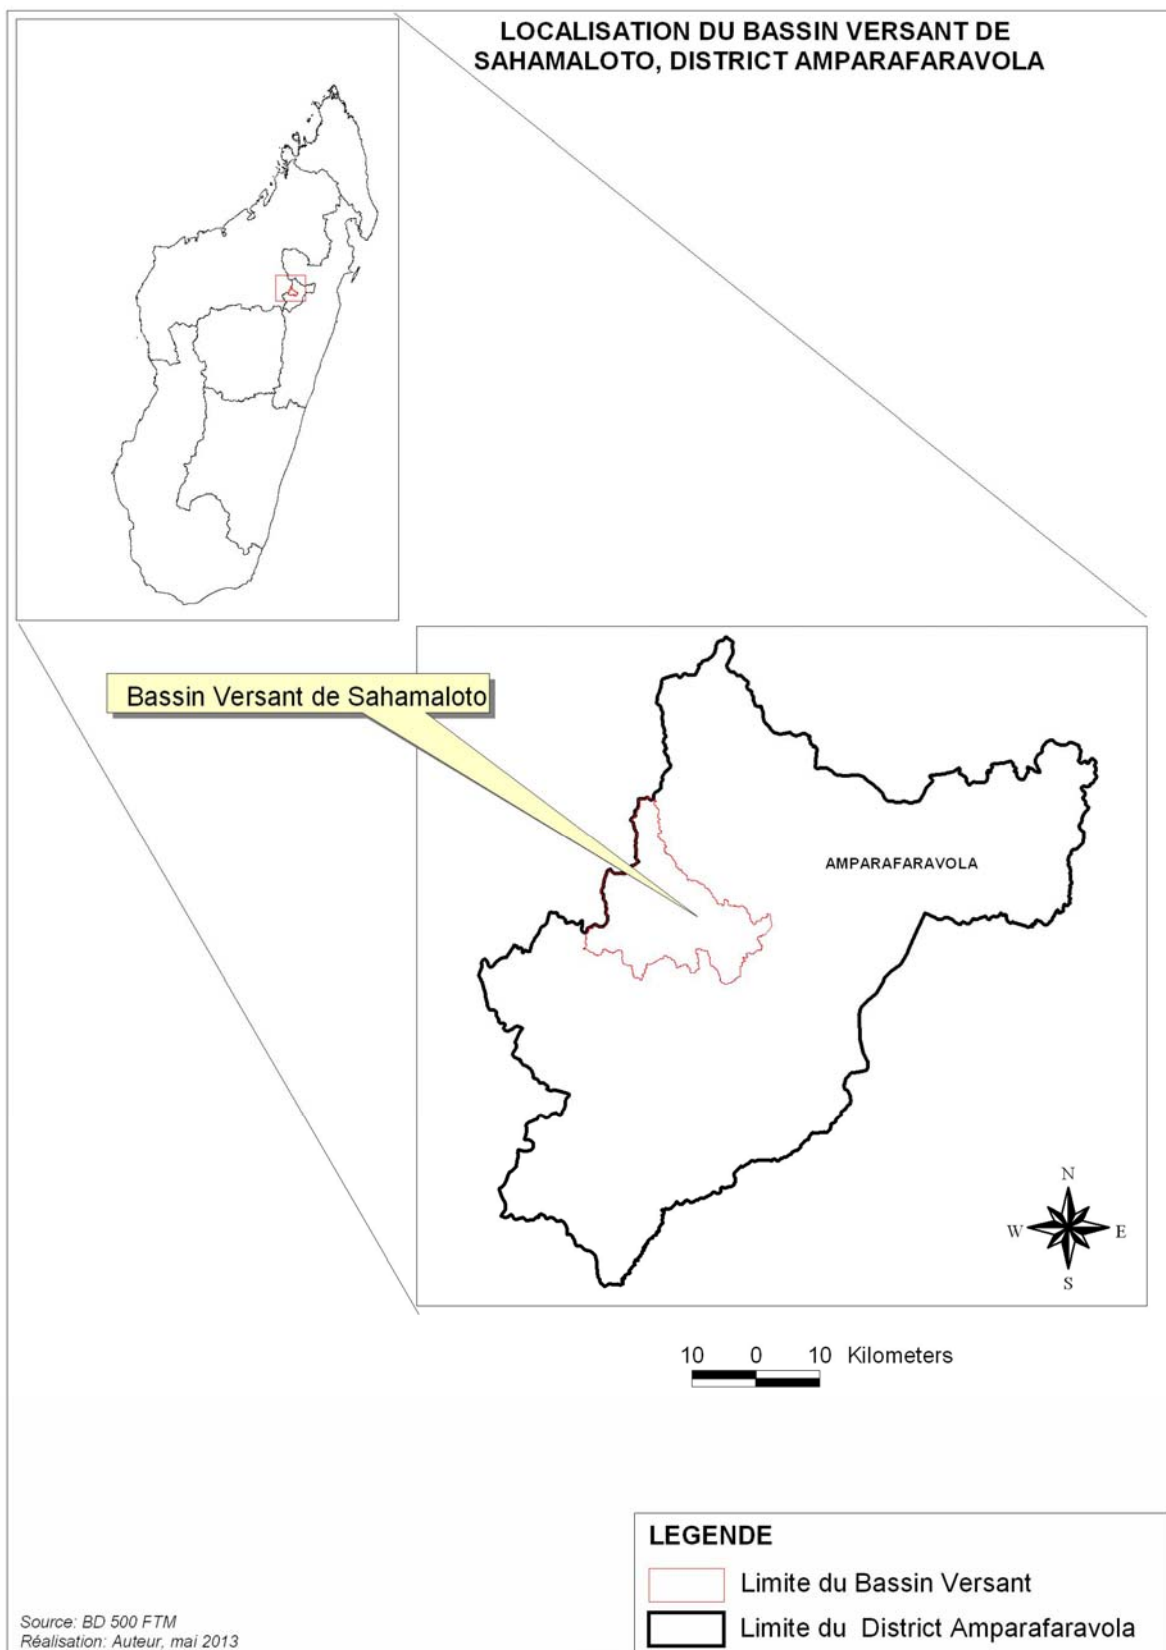 LOCALISATION DU BASSIN VERSANT DE
SAHAMALOTO, DISTRICT AMPARAFARAVOLA
Bassin Versant de Sahamaloto
AMPARAFARAVOLA
N
W
E
S
10 0 10 Kilometers
LEGENDE
Limite du Bassin Versant
Limite du District Amparafaravola
Source: BD 500 FTM
Réalisation: Auteur, mai 2013